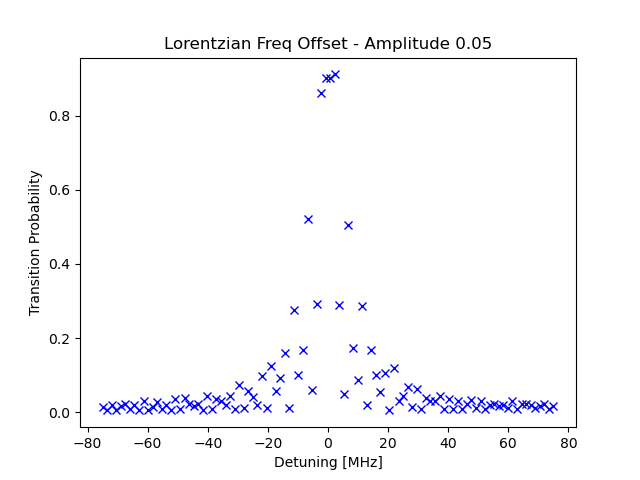 Lorentzian Freq Offset - Amplitude 0.05
0.8
0.6
0.4
0.2
0.0
Transition Probability
−80 −60 −40 −20 0 20 40 60 80
Detuning [MHz]